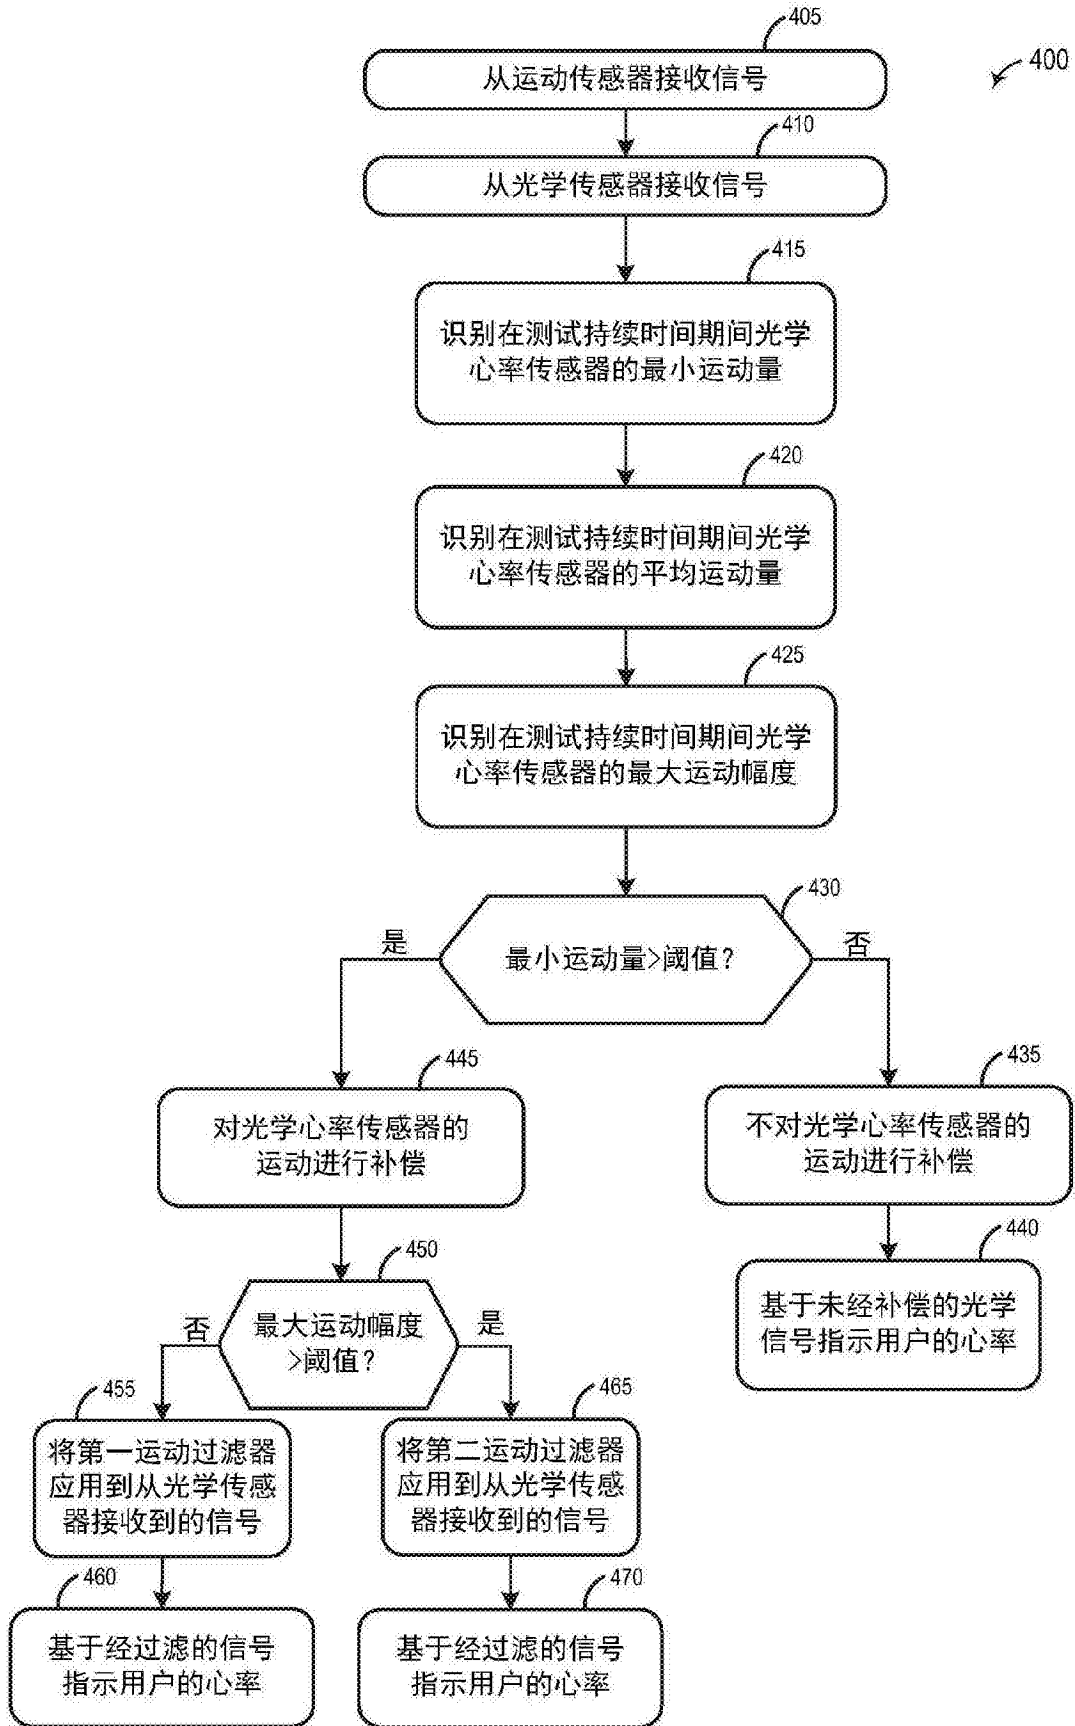 405
400
从运动传感器接收信号
410
从光学传感器接收信号
415
识别在测试持续时间期间光学
心率传感器的最小运动量
420
识别在测试持续时间期间光学
心率传感器的平均运动量
425
识别在测试持续时间期间光学
心率传感器的最大运动幅度
430
是
最小运动量>阈值?
否
445
对光学心率传感器的
运动进行补偿
435
不对光学心率传感器的
运动进行补偿
440
基于未经补偿的光学
信号指示用户的心率
450
否
最大运动幅度
>阈值?
是
455
将第一运动过滤器
应用到从光学传感
器接收到的信号
465
将第二运动过滤器
应用到从光学传感
器接收到的信号
460
基于经过滤的信号
指示用户的心率
470
基于经过滤的信号
指示用户的心率